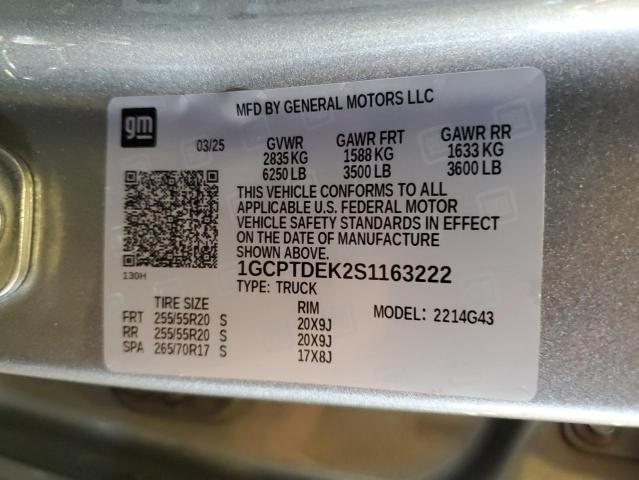 MFD BY GENERAL MOTORS LLC
gm
03/25 GVWR GAWR FRT GAWR RR
2835 KG 1588 KG 1633 KG
6250 LB 3500 LB 3600 LB
THIS VEHICLE CONFORMS TO ALL
APPLICABLE U.S. FEDERAL MOTOR
VEHICLE SAFETY STANDARDS IN EFFECT
ON THE DATE OF MANUFACTURE
SHOWN ABOVE.
130H
1GCPTDEK2S1163222
TYPE: TRUCK
TIRE SIZE RIM MODEL: 2214G43
FRT 255/55R20 S 20X9J
RR 255/55R20 S 20X9J
SPA 265/70R17 S 17X8J